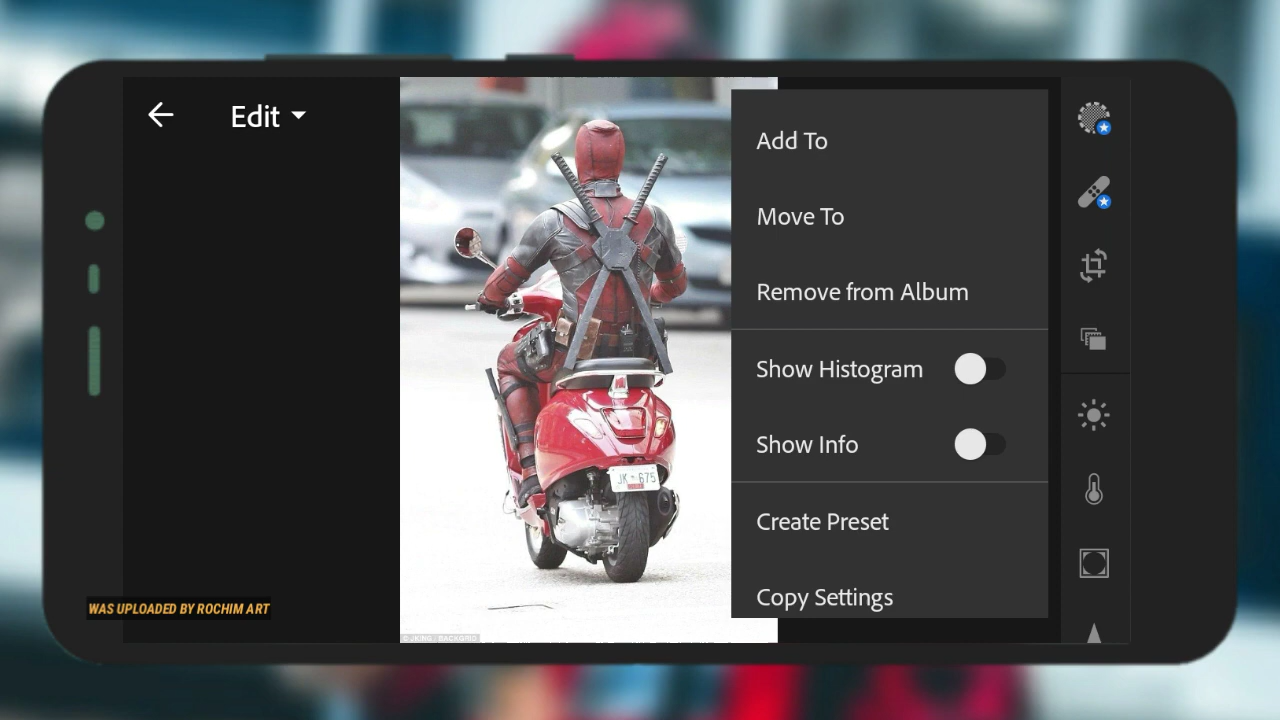 Edit
Add To
Move To
Remove from Album
Show Histogram
Show Info
Create Preset
Copy Settings
JK 675
WAS UPLOADED BY ROCHIM ART